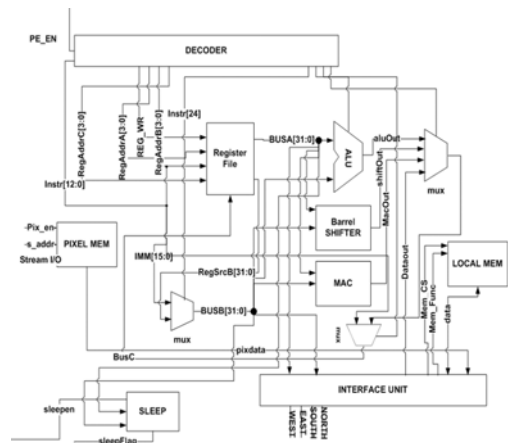 PE_EN
DECODER
RegAddrC[3:0]
RegAddrA[3:0]
REG_WR
RegAddrB[3:0]
Instr[24]
Instr[12:0]
Register
File
BUSA[31:0]
ALU
aluOut
shiftOut
MacOut
mux
Pix_en
s_addr
Stream I/O
PIXEL MEM
IMM[15:0]
RegSrcB[31:0]
Barrel
SHIFTER
MAC
Dataout
Mem_CS
Mem_Func
LOCAL MEM
data
BUSB[31:0]
mux
mux
BusC
pixdata
INTERFACE UNIT
WEST
EAST
SOUTH
NORTH
sleepen
SLEEP
sleepFlag